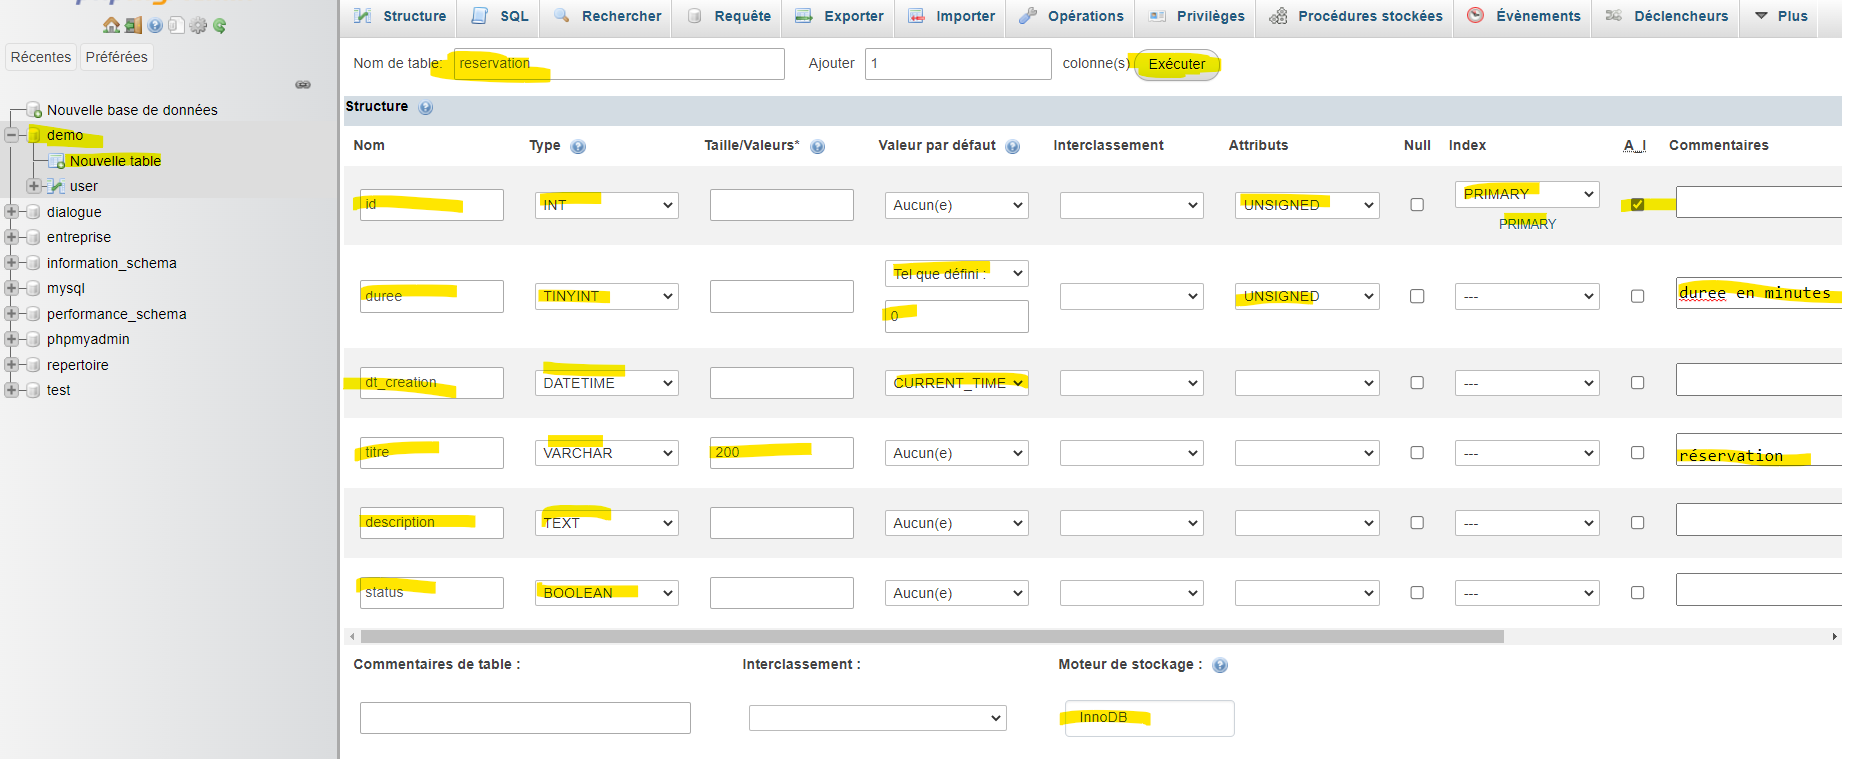 Récentes Préférées
Nouvelle base de données
demo
Nouvelle table
user
dialogue
entreprise
information_schema
mysql
performance_schema
phpmyadmin
repertoire
test
Structure SQL Rechercher Requête Exporter Importer Opérations Privilèges Procédures stockées Évènements Déclencheurs Plus
Nom de table: reservation Ajouter 1 colonne(s) Exécuter
Structure
Nom Type Taille/Valeurs* Valeur par défaut Interclassement Attributs Null Index A_I Commentaires
id INT Aucun(e) UNSIGNED PRIMARY
PRIMARY
Tel que défini :
duree TINYINT UNSIGNED --- duree en minutes
0
dt_creation DATETIME CURRENT_TIME ---
titre VARCHAR 200 Aucun(e) --- réservation
description TEXT Aucun(e) ---
status BOOLEAN Aucun(e) ---
Commentaires de table : Interclassement : Moteur de stockage :
InnoDB